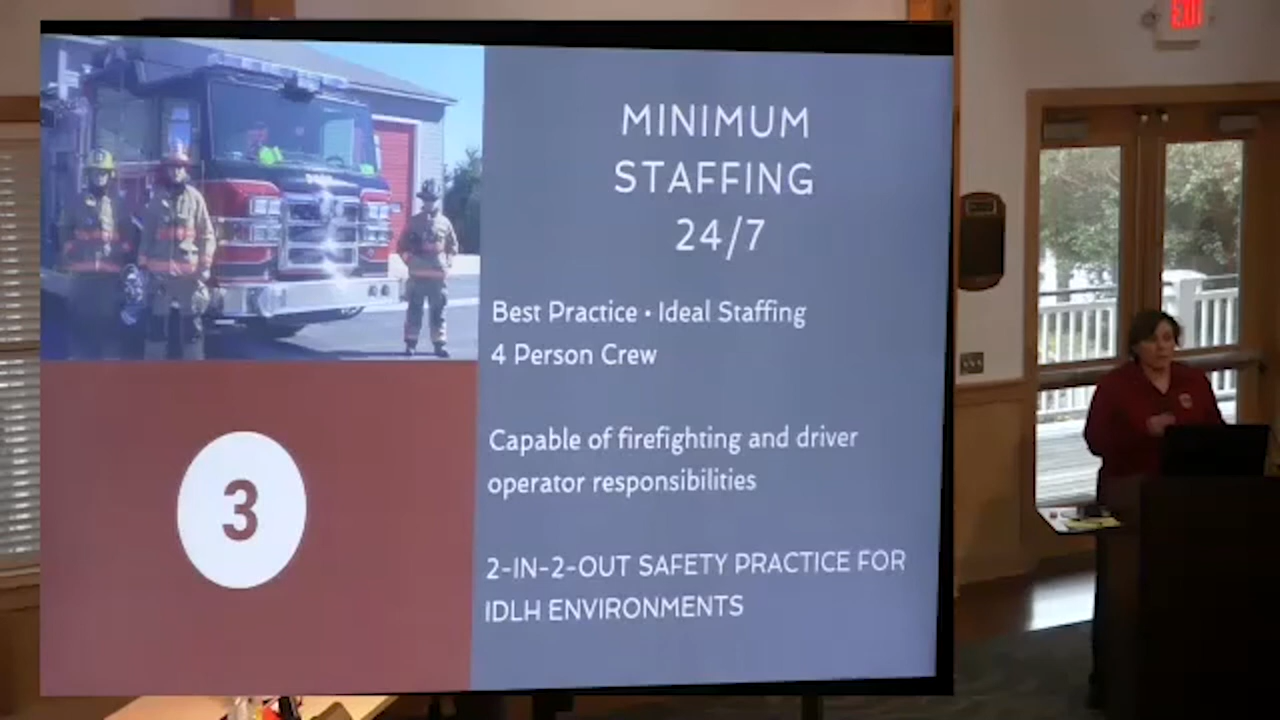 EXIT
MINIMUM
STAFFING
24/7
Best Practice • Ideal Staffing
4 Person Crew
Capable of firefighting and driver
operator responsibilities
2-IN-2-OUT SAFETY PRACTICE FOR
IDLH ENVIRONMENTS
3